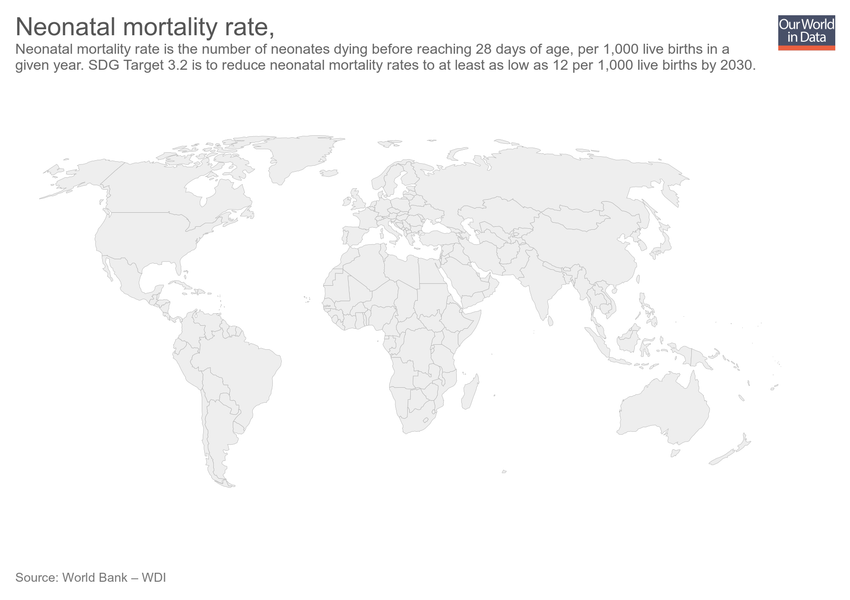 Neonatal mortality rate,
Our World
in Data
Neonatal mortality rate is the number of neonates dying before reaching 28 days of age, per 1,000 live births in a
given year. SDG Target 3.2 is to reduce neonatal mortality rates to at least as low as 12 per 1,000 live births by 2030.
Source: World Bank – WDI